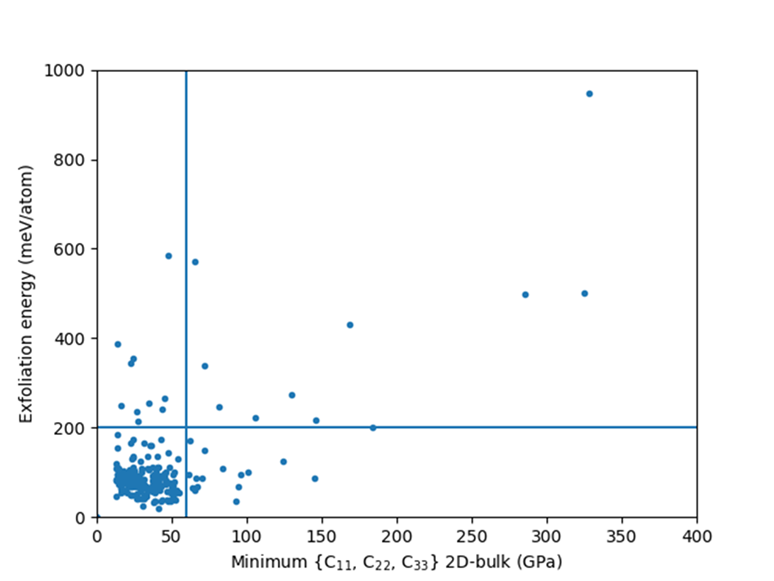 1000
800
600
400
200
0
0 50 100 150 200 250 300 350 400
Exfoliation energy (meV/atom)
Minimum {C₁₁, C₂₂, C₃₃} 2D-bulk (GPa)